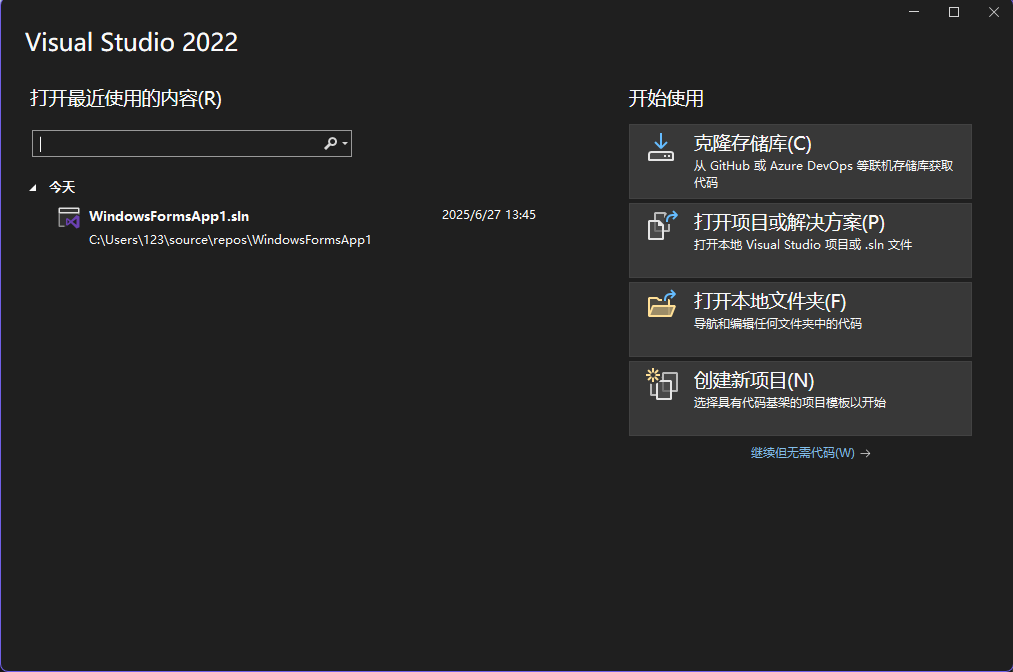 Visual Studio 2022
打开最近使用的内容(R)
今天
WindowsFormsApp1.sln
2025/6/27 13:45
C:\Users\123\source\repos\WindowsFormsApp1
开始使用
克隆存储库(C)
从 GitHub 或 Azure DevOps 等联机存储库获取
代码
打开项目或解决方案(P)
打开本地 Visual Studio 项目或 .sln 文件
打开本地文件夹(F)
导航和编辑任何文件夹中的代码
创建新项目(N)
选择具有代码基架的项目模板以开始
继续但无需代码(W) →